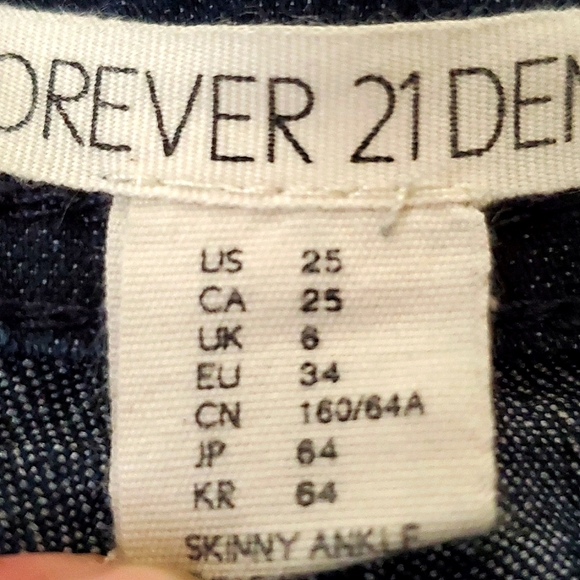 OREVER 21 DEN
US 25
CA 25
UK 6
EU 34
CN 160/64A
JP 64
KR 64
SKINNY ANKLE